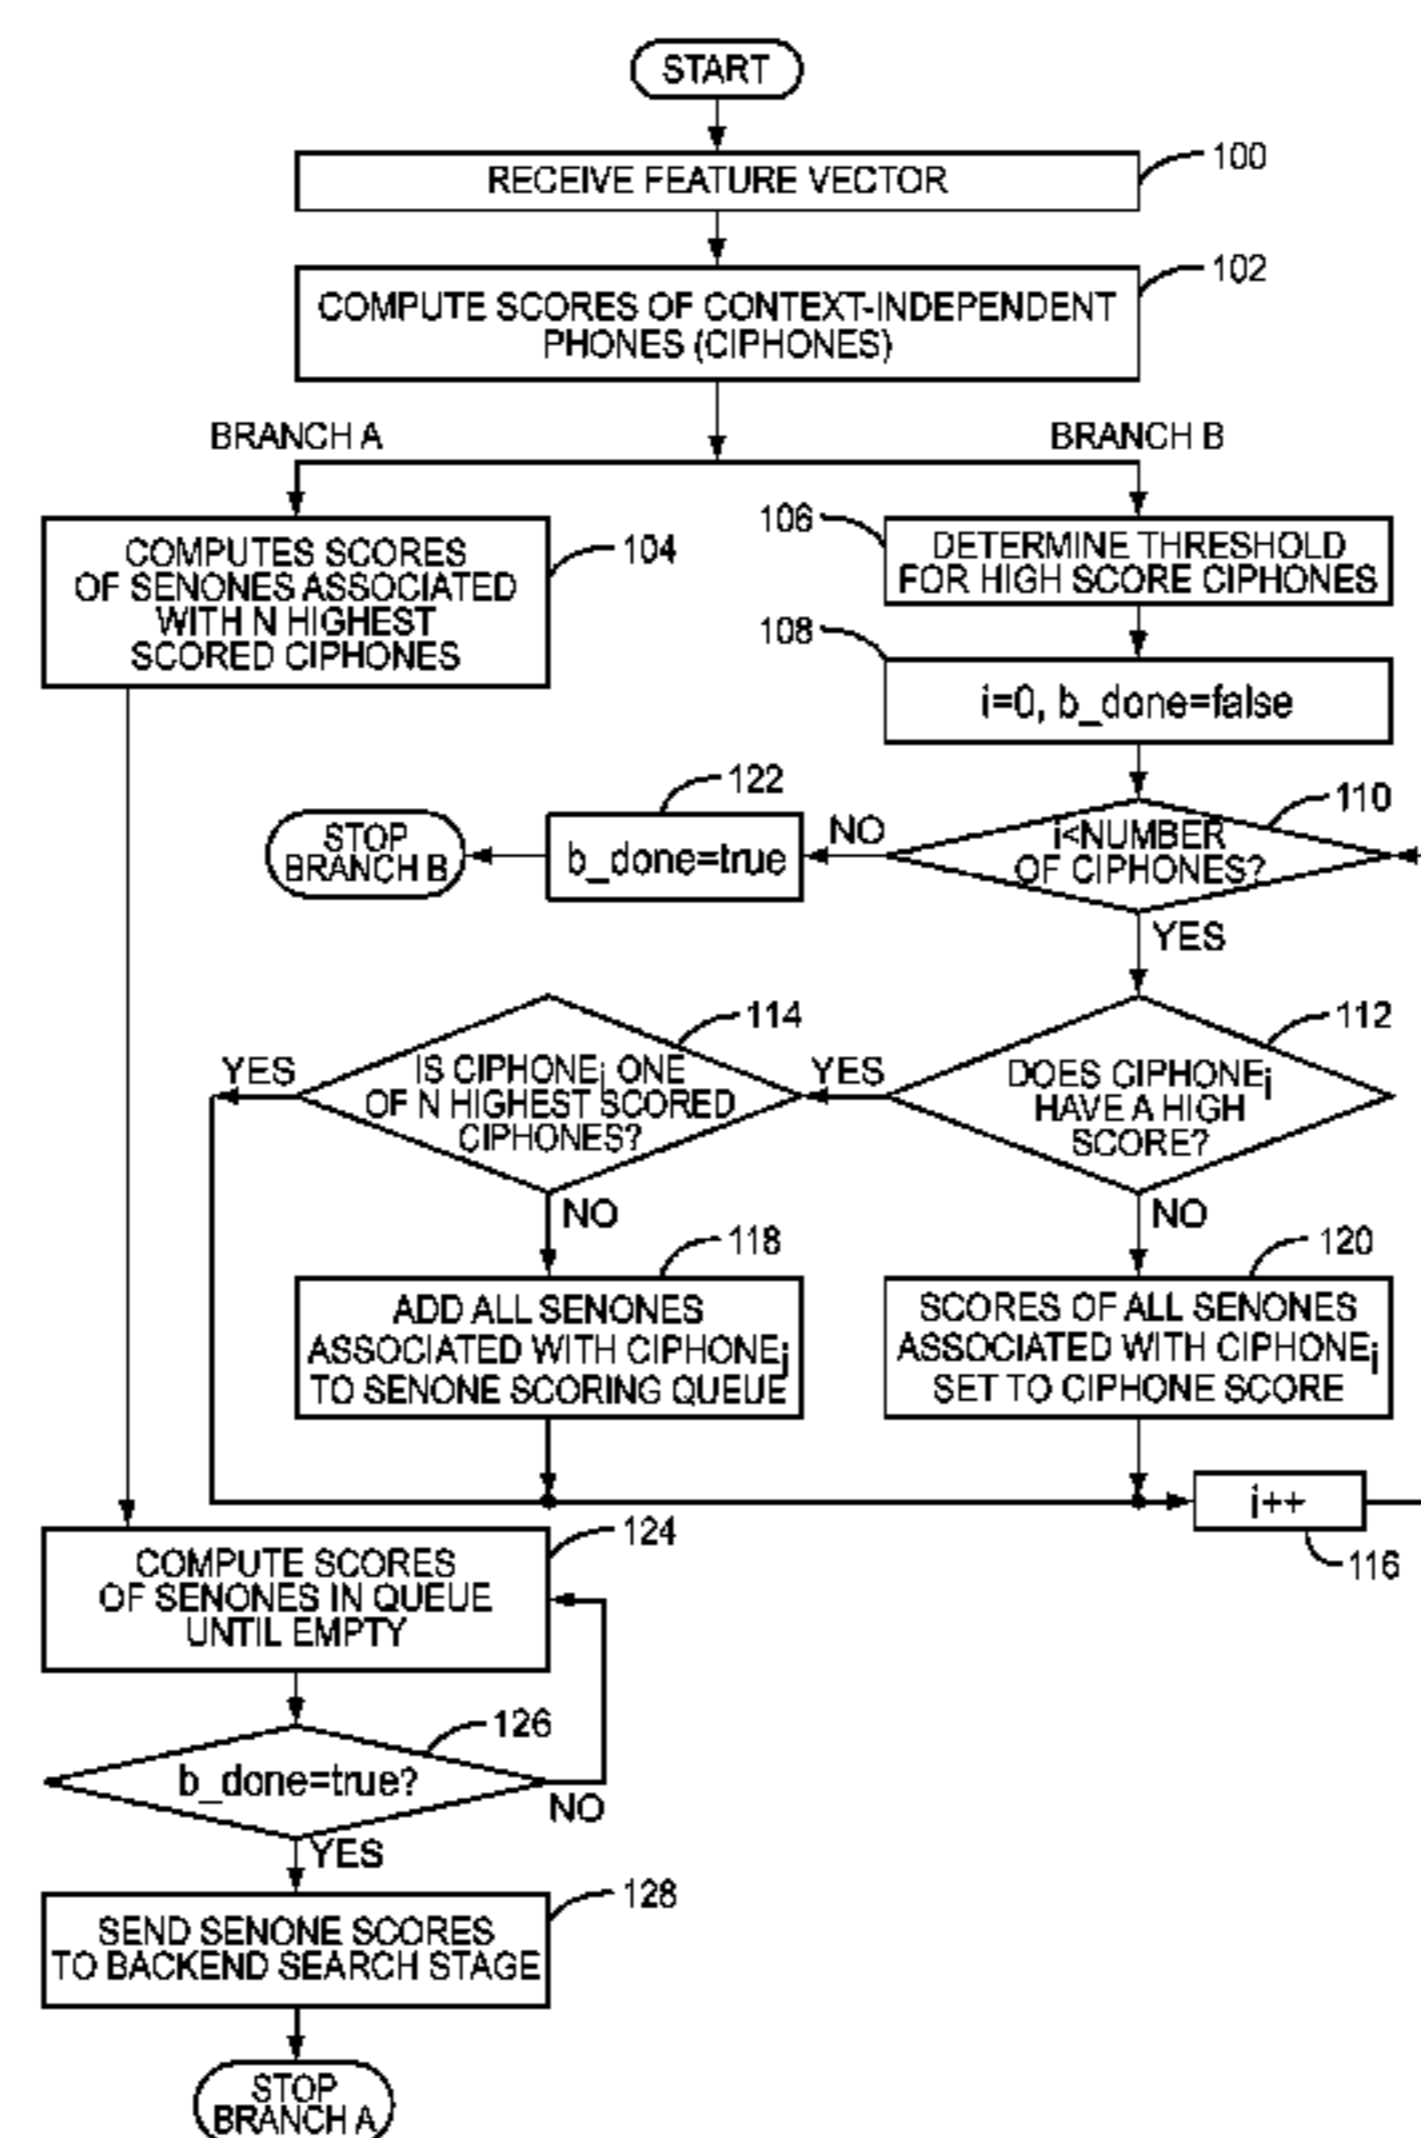 START
RECEIVE FEATURE VECTOR
100
COMPUTE SCORES OF CONTEXT-INDEPENDENT
PHONES (CIPHONES)
102
BRANCH A
BRANCH B
COMPUTES SCORES
OF SENONES ASSOCIATED
WITH N HIGHEST
SCORED CIPHONES
104
106
DETERMINE THRESHOLD
FOR HIGH SCORE CIPHONES
108
i=0, b_done=false
122
110
STOP
BRANCH B
b_done=true
NO
i<NUMBER
OF CIPHONES?
YES
114
112
YES
IS CIPHONEi ONE
OF N HIGHEST SCORED
CIPHONES?
YES
DOES CIPHONEi
HAVE A HIGH
SCORE?
NO
NO
118
120
ADD ALL SENONES
ASSOCIATED WITH CIPHONEi
TO SENONE SCORING QUEUE
SCORES OF ALL SENONES
ASSOCIATED WITH CIPHONEi
SET TO CIPHONE SCORE
i++
116
124
COMPUTE SCORES
OF SENONES IN QUEUE
UNTIL EMPTY
126
b_done=true?
NO
YES
128
SEND SENONE SCORES
TO BACKEND SEARCH STAGE
STOP
BRANCH A